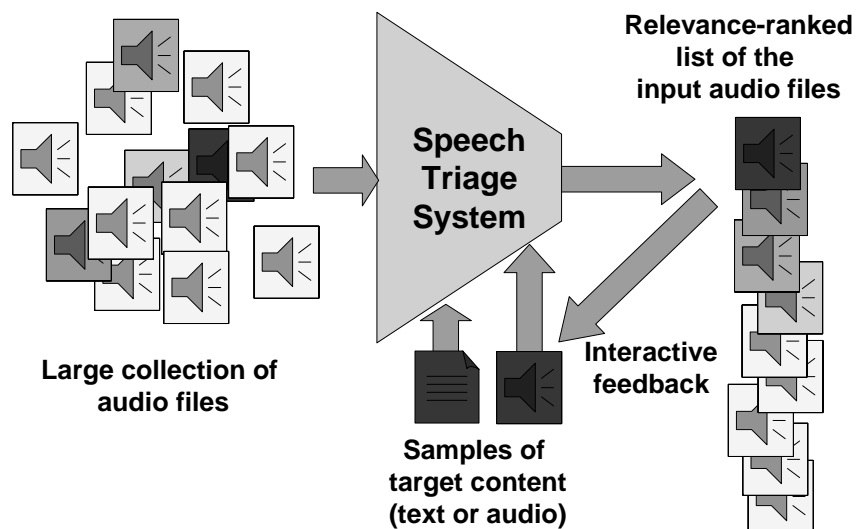 Relevance-ranked
list of the
input audio files
Speech
Triage
System
Large collection of
audio files
Interactive
feedback
Samples of
target content
(text or audio)